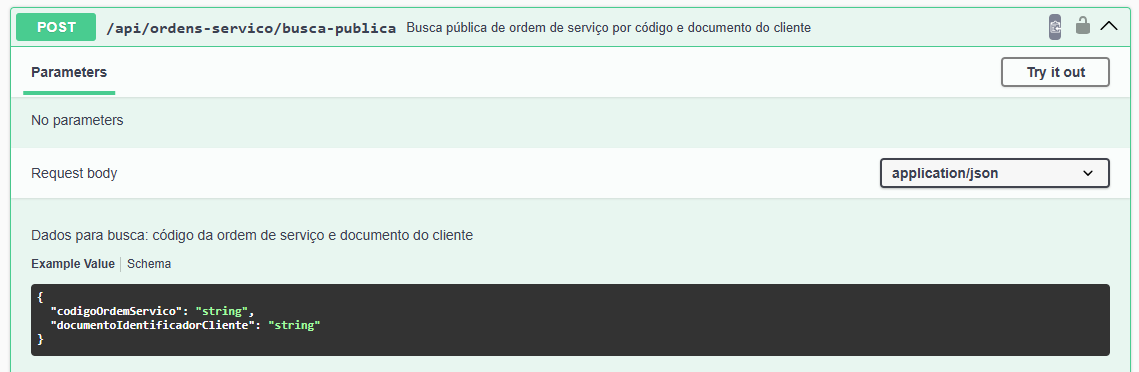 POST /api/ordens-servico/busca-publica Busca pública de ordem de serviço por código e documento do cliente
Parameters Try it out
No parameters
Request body application/json
Dados para busca: código da ordem de serviço e documento do cliente
Example Value Schema
{
"codigoOrdemServico": "string",
"documentoIdentificadorCliente": "string"
}